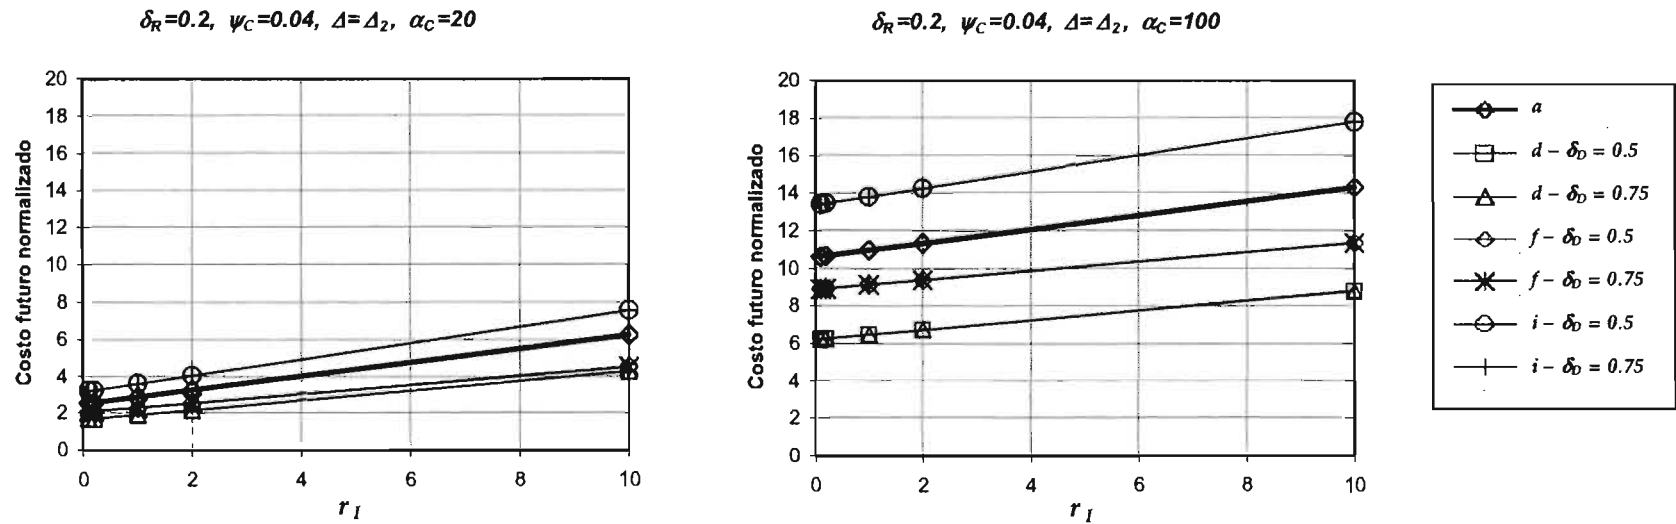 δR=0.2, ψC=0.04, Δ=Δ2, αC=20
Costo futuro normalizado
20
18
16
14
12
10
8
6
4
2
0
0 2 4 6 8 10
r I
δR=0.2, ψC=0.04, Δ=Δ2, αC=100
Costo futuro normalizado
20
18
16
14
12
10
8
6
4
2
0
0 2 4 6 8 10
r I
a
d – δD = 0.5
d – δD = 0.75
f – δD = 0.5
f – δD = 0.75
i – δD = 0.5
i – δD = 0.75